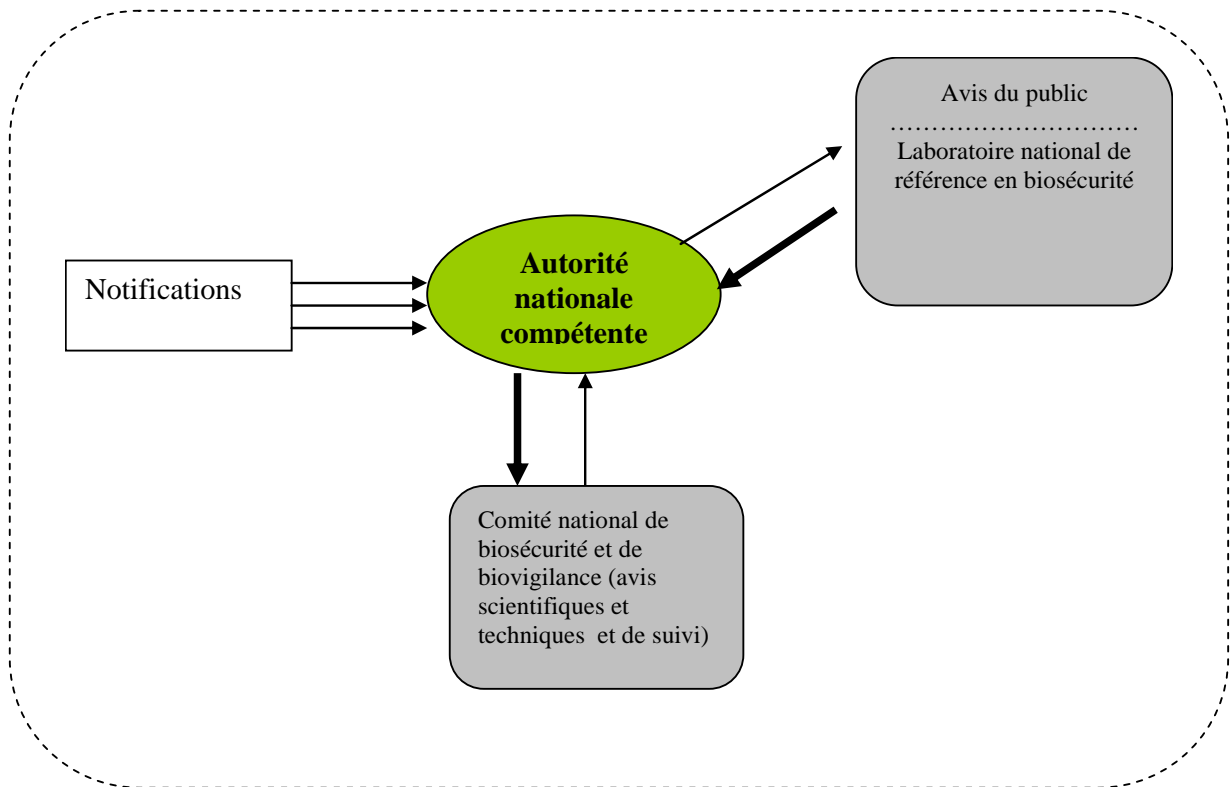 Avis du public
…………………………
Laboratoire national de
référence en biosécurité
Notifications
Autorité
nationale
compétente
Comité national de
biosécurité et de
biovigilance (avis
scientifiques et
techniques et de suivi)